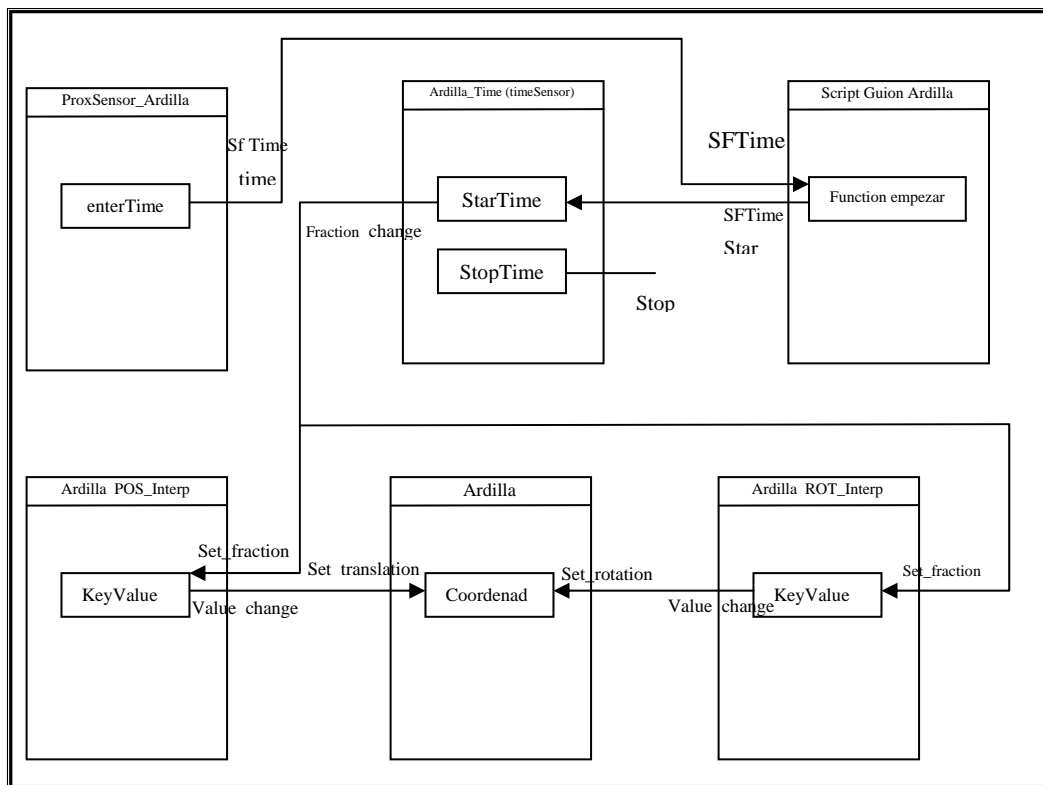 ProxSensor_Ardilla
Sf Time
time
enterTime
Ardilla_Time (timeSensor)
StarTime
Fraction change
StopTime
Stop
Script Guion Ardilla
SFTime
Function empezar
SFTime
Star
Ardilla POS_Interp
Set_fraction
KeyValue
Value change
Set translation
Ardilla
Coordenad
Set_rotation
Ardilla ROT_Interp
Value change
KeyValue
Set_fraction